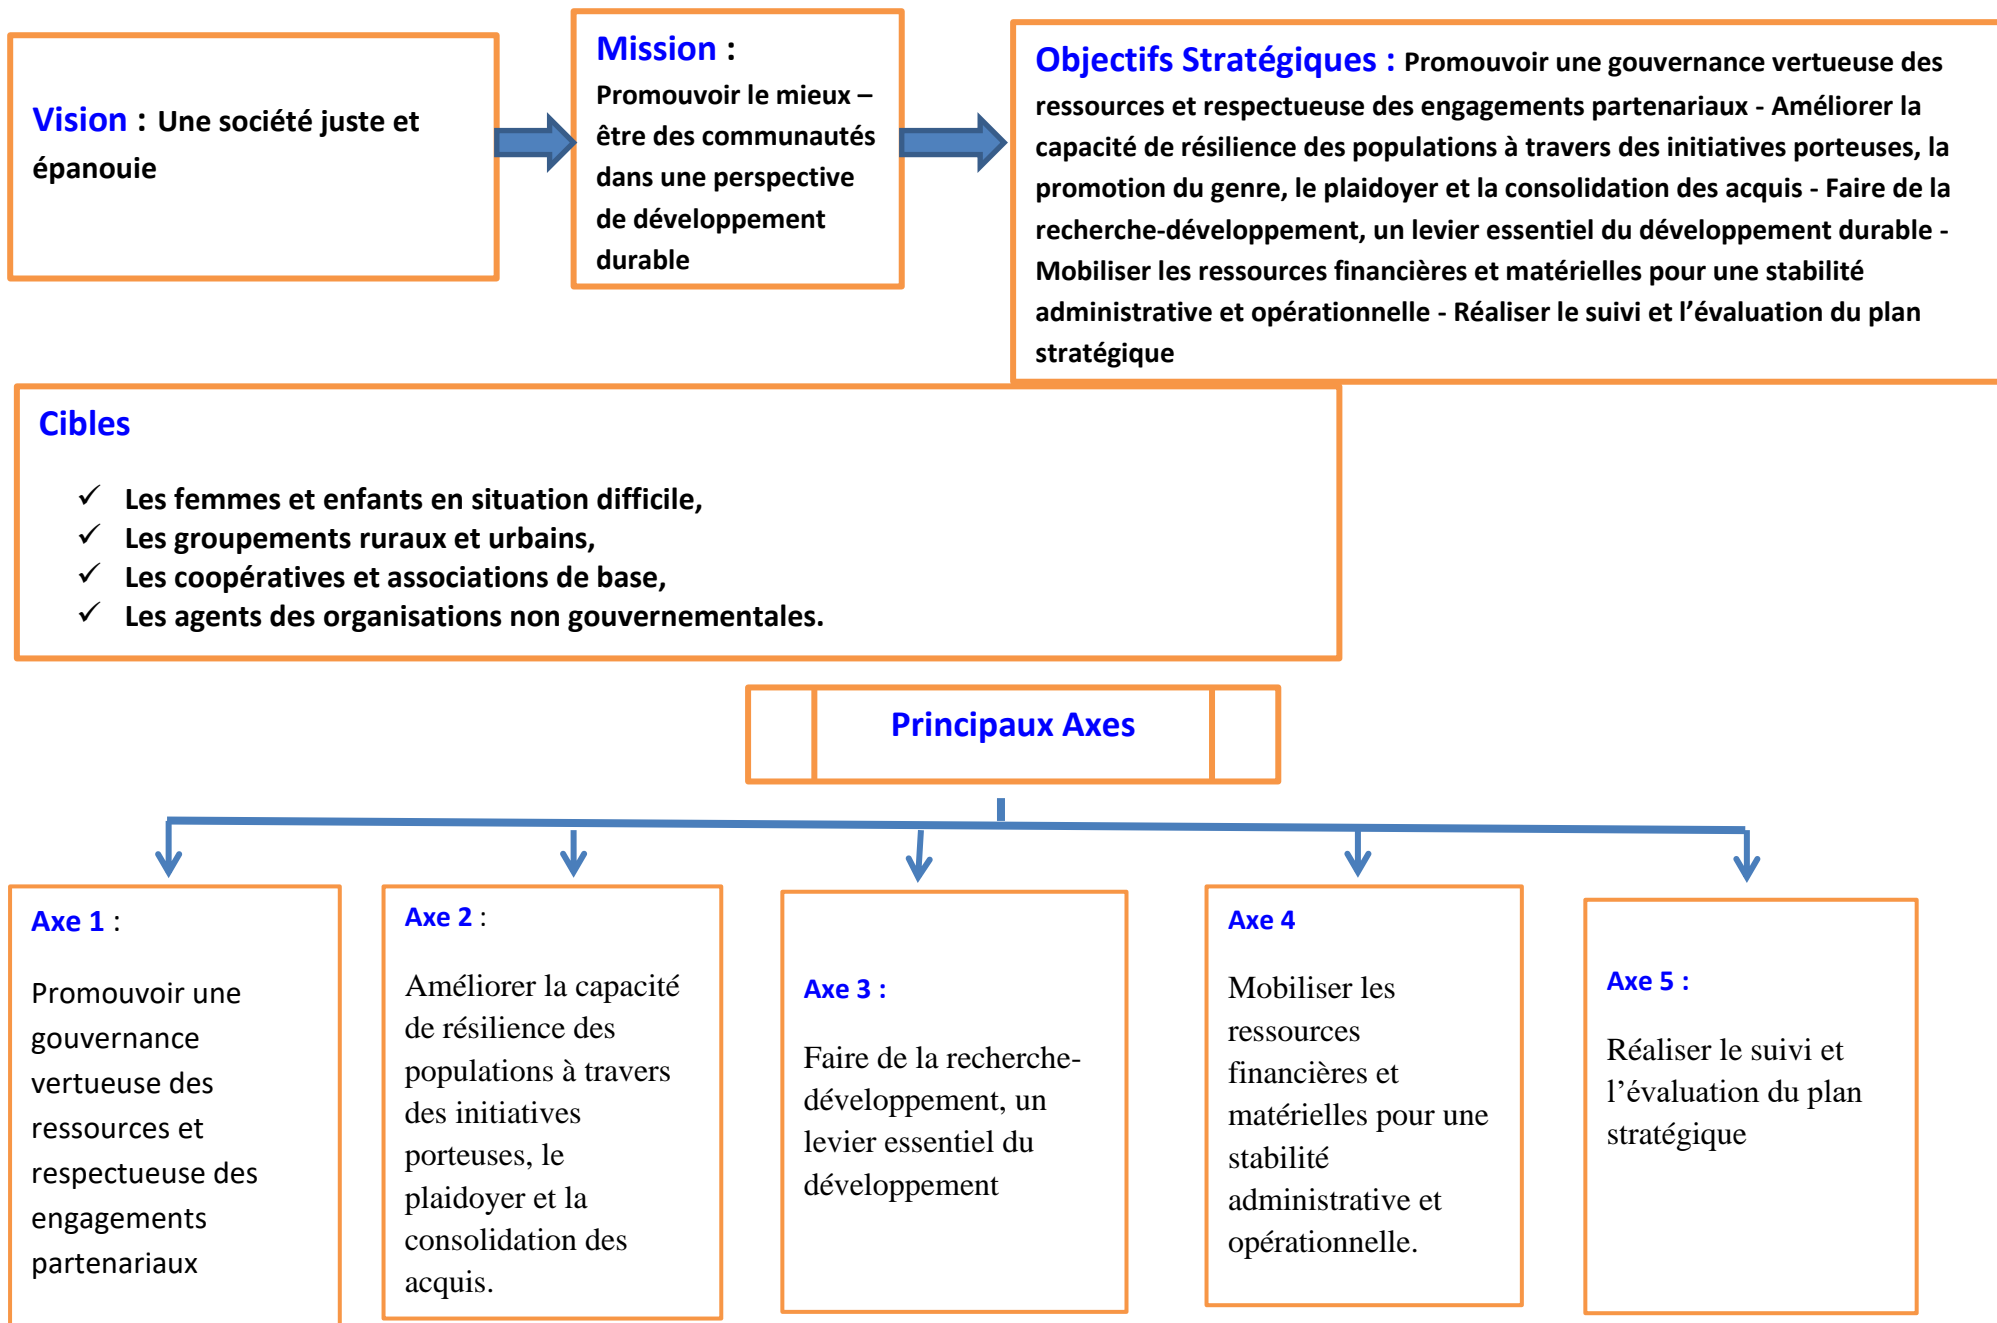 Vision : Une société juste et
épanouie
Mission :
Promouvoir le mieux –
être des communautés
dans une perspective
de développement
durable
Objectifs Stratégiques : Promouvoir une gouvernance vertueuse des
ressources et respectueuse des engagements partenariaux - Améliorer la
capacité de résilience des populations à travers des initiatives porteuses, la
promotion du genre, le plaidoyer et la consolidation des acquis - Faire de la
recherche-développement, un levier essentiel du développement durable -
Mobiliser les ressources financières et matérielles pour une stabilité
administrative et opérationnelle - Réaliser le suivi et l’évaluation du plan
stratégique
Cibles
✓ Les femmes et enfants en situation difficile,
✓ Les groupements ruraux et urbains,
✓ Les coopératives et associations de base,
✓ Les agents des organisations non gouvernementales.
Principaux Axes
Axe 1 :
Promouvoir une
gouvernance
vertueuse des
ressources et
respectueuse des
engagements
partenariaux
Axe 2 :
Améliorer la capacité
de résilience des
populations à travers
des initiatives
porteuses, le
plaidoyer et la
consolidation des
acquis.
Axe 3 :
Faire de la recherche-
développement, un
levier essentiel du
développement
Axe 4
Mobiliser les
ressources
financières et
matérielles pour une
stabilité
administrative et
opérationnelle.
Axe 5 :
Réaliser le suivi et
l’évaluation du plan
stratégique